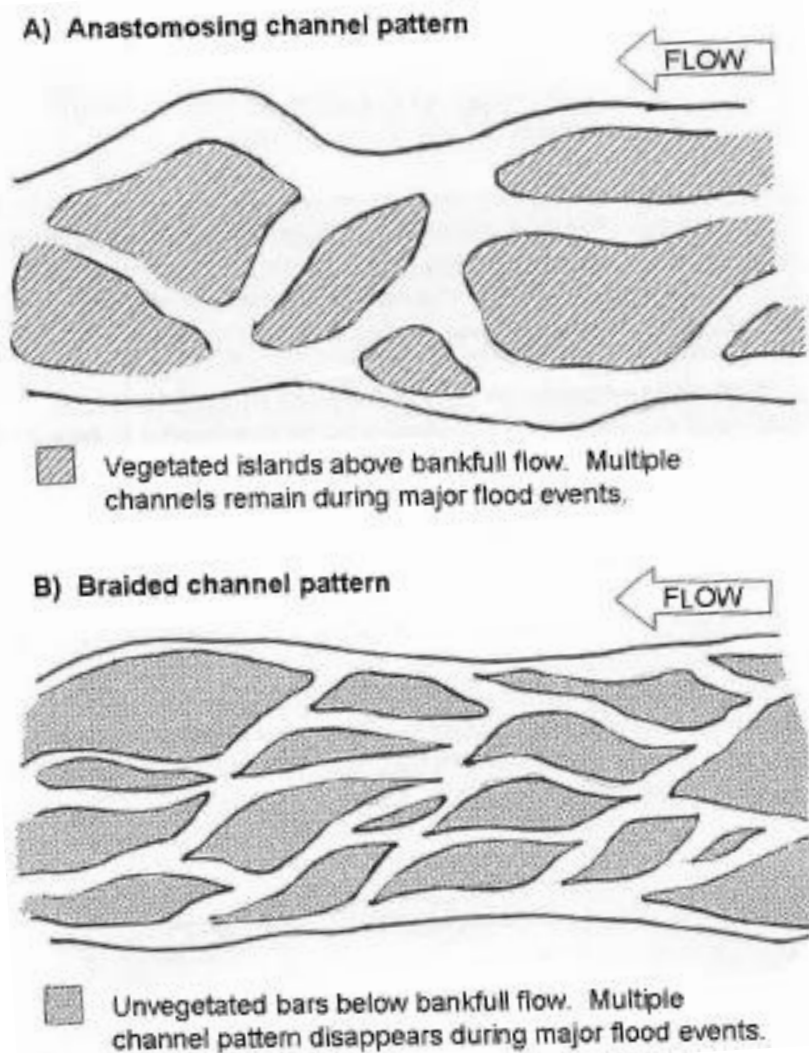 A) Anastomosing channel pattern
FLOW
Vegetated islands above bankfull flow. Multiple
channels remain during major flood events.
B) Braided channel pattern
FLOW
Unvegetated bars below bankfull flow. Multiple
channel pattern disappears during major flood events.